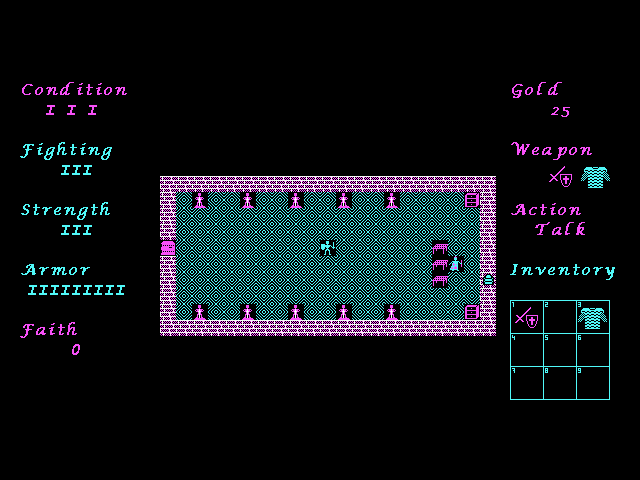 Condition
I I I
Fighting
III
Strength
III
Armor
IIIIIIIII
Faith
0
Gold
25
Weapon
Action
Talk
Inventory
1 2 3
4 5 6
7 8 9